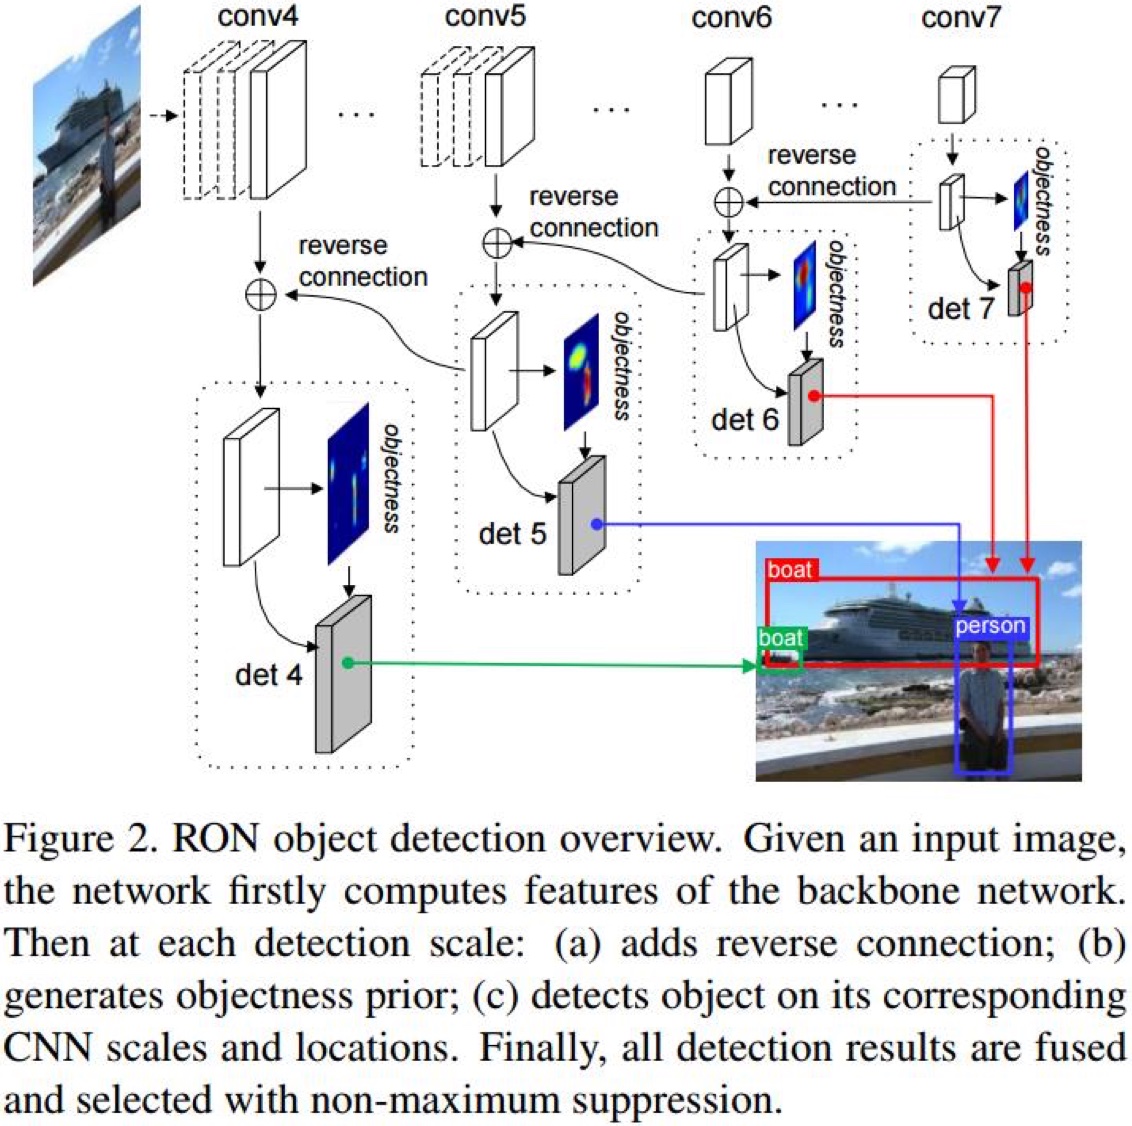 conv4
conv5
conv6
conv7
reverse
connection
objectness
reverse
connection
det 7
reverse
connection
objectness
det 6
objectness
det 5
objectness
det 4
boat
person
boat
Figure 2. RON object detection overview. Given an input image,
the network firstly computes features of the backbone network.
Then at each detection scale: (a) adds reverse connection; (b)
generates objectness prior; (c) detects object on its corresponding
CNN scales and locations. Finally, all detection results are fused
and selected with non-maximum suppression.